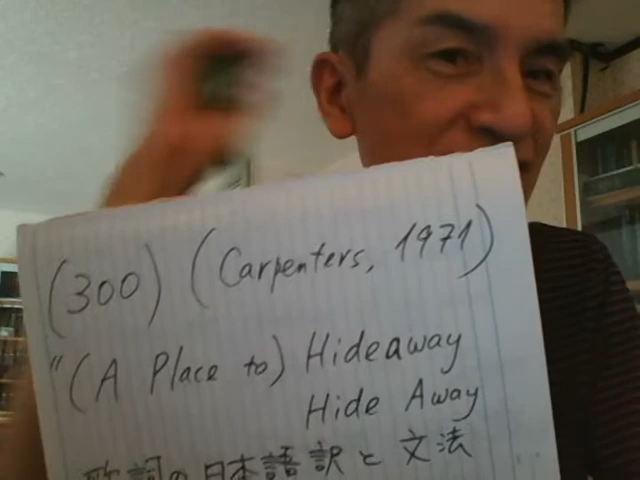 (300) (Carpenters, 1971)
"(A Place to) Hideaway
Hide Away
歌詞の日本語訳と文法